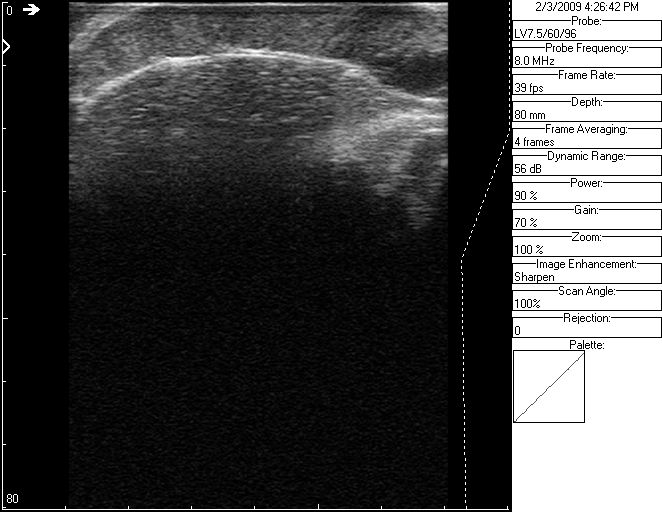 0
80
2/3/2009 4:26:42 PM
Probe:
LV7.5/60/96
Probe Frequency:
8.0 MHz
Frame Rate:
39 fps
Depth:
80 mm
Frame Averaging:
4 frames
Dynamic Range:
56 dB
Power:
90 %
Gain:
70 %
Zoom:
100 %
Image Enhancement:
Sharpen
Scan Angle:
100%
Rejection:
0
Palette: